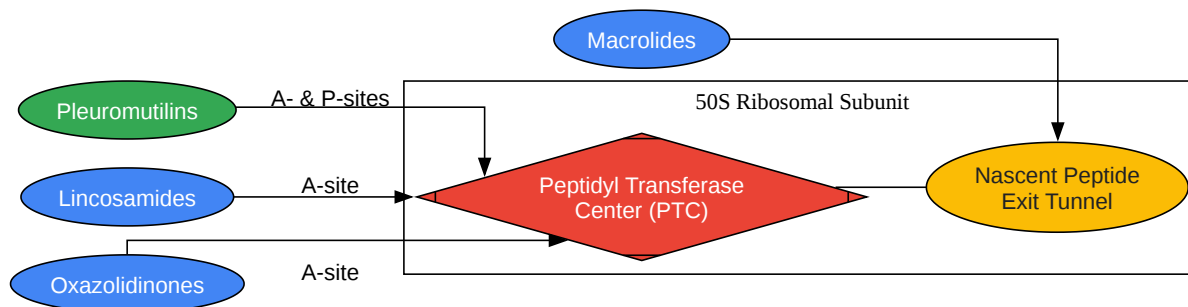 Macrolides
Pleuromutilins
A- & P-sites
50S Ribosomal Subunit
Lincosamides
A-site
Peptidyl Transferase
Center (PTC)
Nascent Peptide
Exit Tunnel
Oxazolidinones
A-site